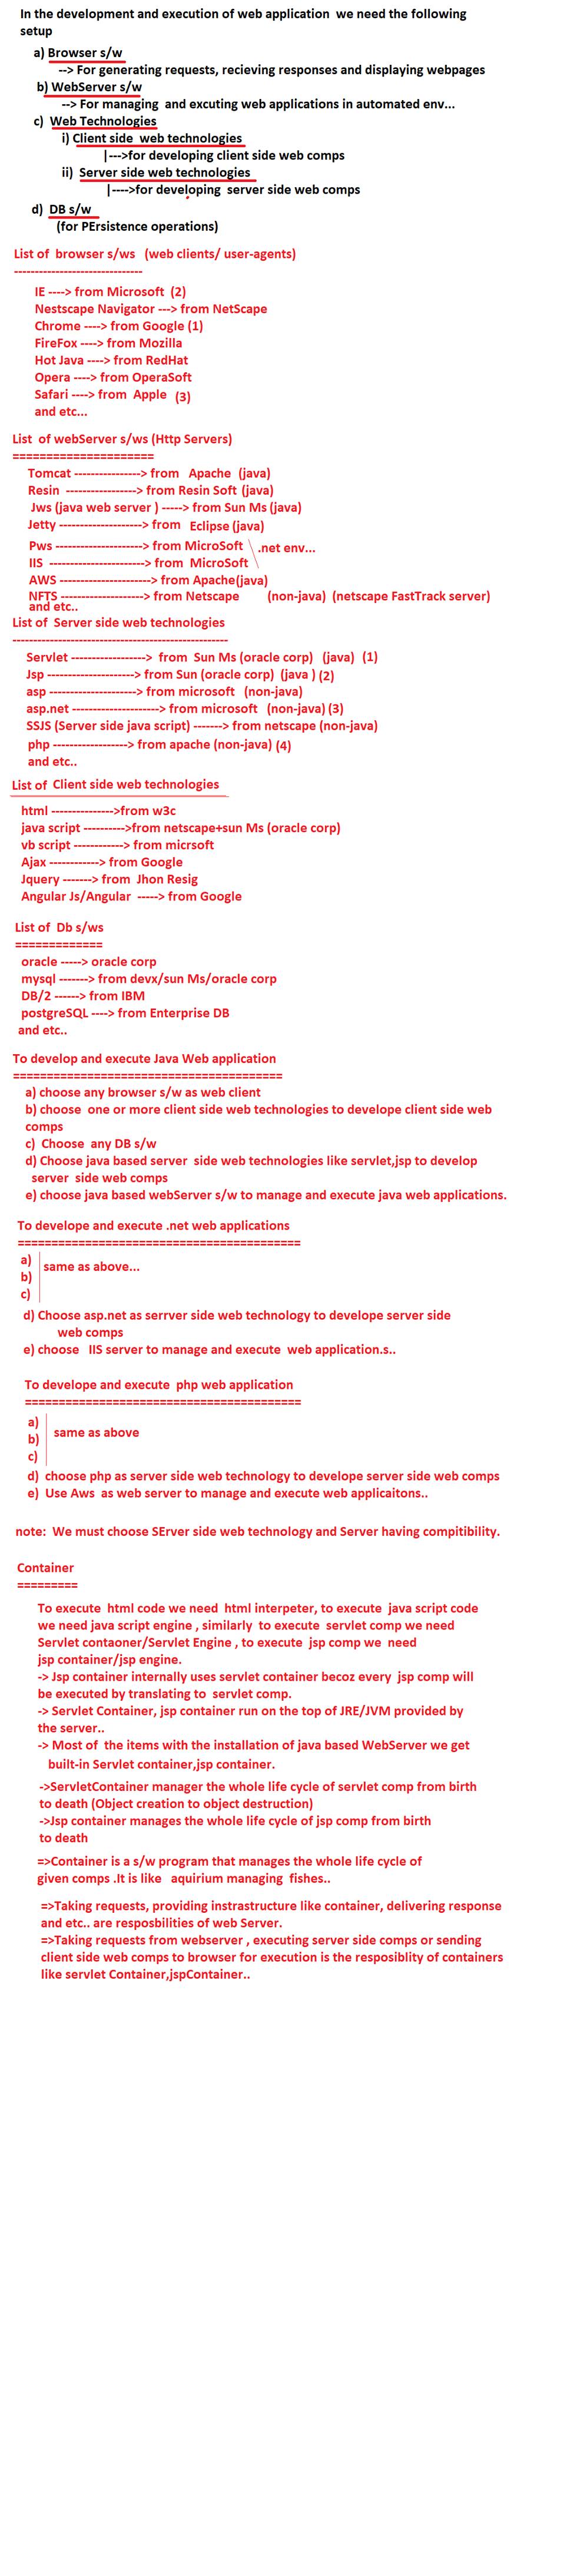 In the development and execution of web application we need the following
setup
a) Browser s/w
--> For generating requests, recieving responses and displaying webpages
b) WebServer s/w
--> For managing and excuting web applications in automated env...
c) Web Technologies
i) Client side web technologies
|--->for developing client side web comps
ii) Server side web technologies
|---->for developing server side web comps
d) DB s/w
(for PErsistence operations)
List of browser s/ws (web clients/ user-agents)
-------------------------------
IE ----> from Microsoft (2)
Nestscape Navigator ---> from NetScape
Chrome ----> from Google (1)
FireFox ----> from Mozilla
Hot Java ----> from RedHat
Opera ----> from OperaSoft
Safari ----> from Apple (3)
and etc...
List of webServer s/ws (Http Servers)
=====================
Tomcat ----------------> from Apache (java)
Resin -----------------> from Resin Soft (java)
Jws (java web server ) -----> from Sun Ms (java)
Jetty --------------------> from Eclipse (java)
Pws ---------------------> from MicroSoft \ .net env...
IIS -----------------------> from MicroSoft
AWS ----------------------> from Apache(java)
NFTS --------------------> from Netscape (non-java) (netscape FastTrack server)
and etc..
List of Server side web technologies
----------------------------------------------------
Servlet ------------------> from Sun Ms (oracle corp) (java) (1)
Jsp ---------------------> from Sun (oracle corp) (java ) (2)
asp ---------------------> from microsoft (non-java)
asp.net ---------------------> from microsoft (non-java) (3)
SSJS (Server side java script) -------> from netscape (non-java)
php ------------------> from apache (non-java) (4)
and etc..
List of Client side web technologies
html --------------->from w3c
java script ---------->from netscape+sun Ms (oracle corp)
vb script ------------> from micrsoft
Ajax ------------> from Google
Jquery -------> from Jhon Resig
Angular Js/Angular -----> from Google
List of Db s/ws
=============
oracle -----> oracle corp
mysql -------> from devx/sun Ms/oracle corp
DB/2 ------> from IBM
postgreSQL ----> from Enterprise DB
and etc..
To develop and execute Java Web application
========================================
a) choose any browser s/w as web client
b) choose one or more client side web technologies to develope client side web
comps
c) Choose any DB s/w
d) Choose java based server side web technologies like servlet,jsp to develop
server side web comps
e) choose java based webServer s/w to manage and execute java web applications.
To develope and execute .net web applications
==========================================
a)
b) same as above...
c)
d) Choose asp.net as serrver side web technology to develope server side
web comps
e) choose IIS server to manage and execute web application.s..
To develope and execute php web application
=========================================
a)
b) same as above
c)
d) choose php as server side web technology to develope server side web comps
e) Use Aws as web server to manage and execute web applicaitons..
note: We must choose SErver side web technology and Server having compitibility.
Container
=========
To execute html code we need html interpeter, to execute java script code
we need java script engine , similarly to execute servlet comp we need
Servlet contaoner/Servlet Engine , to execute jsp comp we need
jsp container/jsp engine.
-> Jsp container internally uses servlet container becoz every jsp comp will
be executed by translating to servlet comp.
-> Servlet Container, jsp container run on the top of JRE/JVM provided by
the server..
-> Most of the items with the installation of java based WebServer we get
built-in Servlet container,jsp container.
->ServletContainer manager the whole life cycle of servlet comp from birth
to death (Object creation to object destruction)
->Jsp container manages the whole life cycle of jsp comp from birth
to death
=>Container is a s/w program that manages the whole life cycle of
given comps .It is like aquirium managing fishes..
=>Taking requests, providing instrastructure like container, delivering response
and etc.. are resposbilities of web Server.
=>Taking requests from webserver , executing server side comps or sending
client side web comps to browser for execution is the resposiblity of containers
like servlet Container,jspContainer..